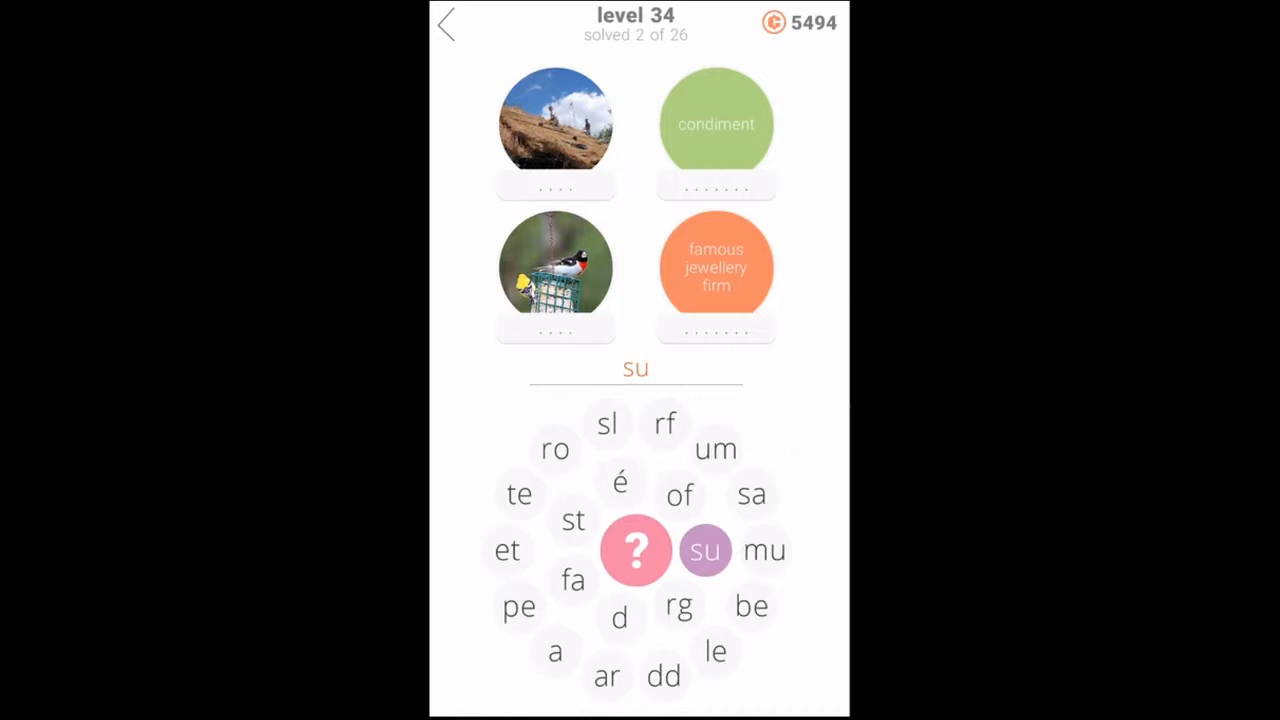 level 34
solved 2 of 26
5494
condiment
. . . .
. . . . . . .
famous
jewellery
firm
. . . .
. . . . . . .
su
sl rf
ro um
é
te of sa
st
et ? su mu
fa
pe d rg be
a le
ar dd